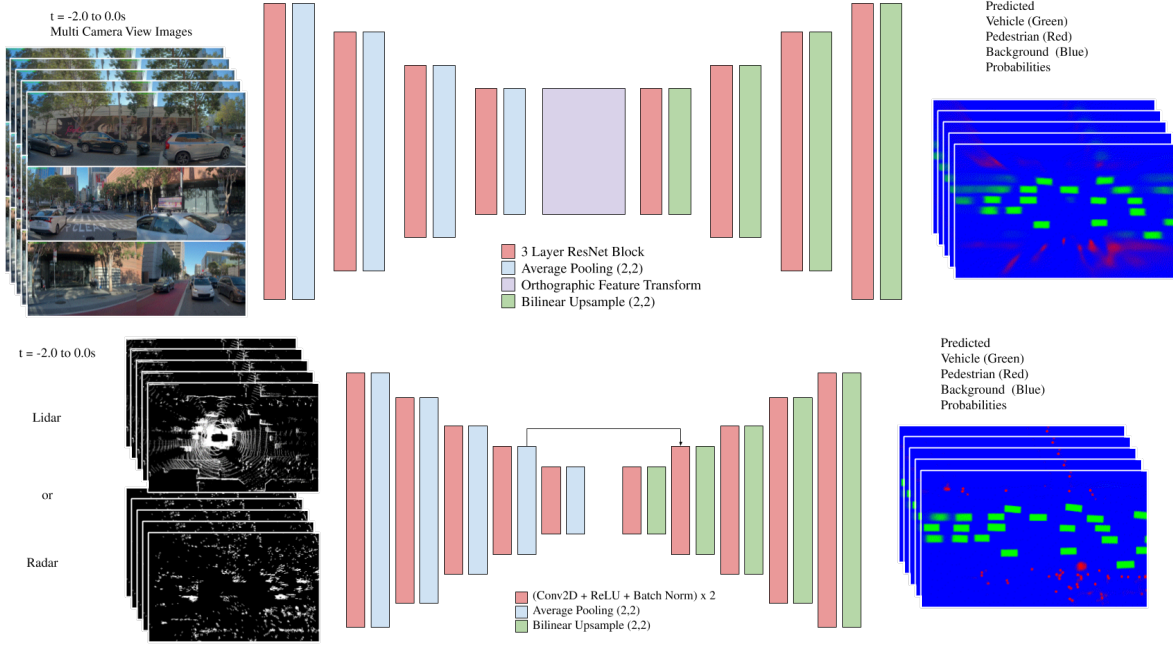 t = -2.0 to 0.0s
Multi Camera View Images
Predicted
Vehicle (Green)
Pedestrian (Red)
Background (Blue)
Probabilities
3 Layer ResNet Block
Average Pooling (2,2)
Orthographic Feature Transform
Bilinear Upsample (2,2)
t = -2.0 to 0.0s
Lidar
or
Radar
Predicted
Vehicle (Green)
Pedestrian (Red)
Background (Blue)
Probabilities
(Conv2D + ReLU + Batch Norm) x 2
Average Pooling (2,2)
Bilinear Upsample (2,2)